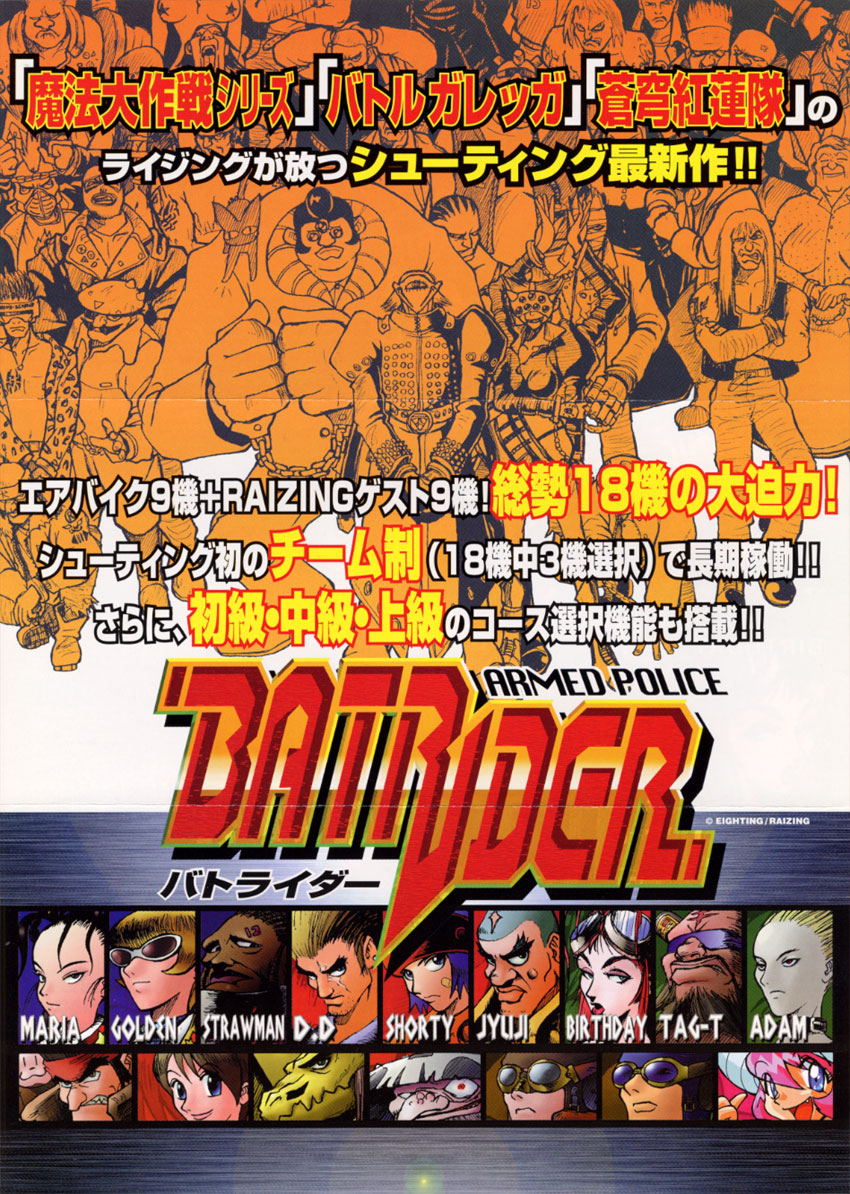 「魔法大作戦シリーズ」「バトルガレッガ」「蒼穹紅蓮隊」の
ライジングが放つシューティング最新作!!
エアバイク9機+RAIZINGゲスト9機!総勢18機の大迫力!
シューティング初のチーム制(18機中3機選択)で長期稼働!!
さらに、初級・中級・上級のコース選択機能も搭載!!
ARMED POLICE
BATRIDER.
© EIGHTING/RAIZING
バトライダー
MARIA GOLDEN STRAWMAN D.D SHORTY JYUJI BIRTHDAY TAG-T ADAM